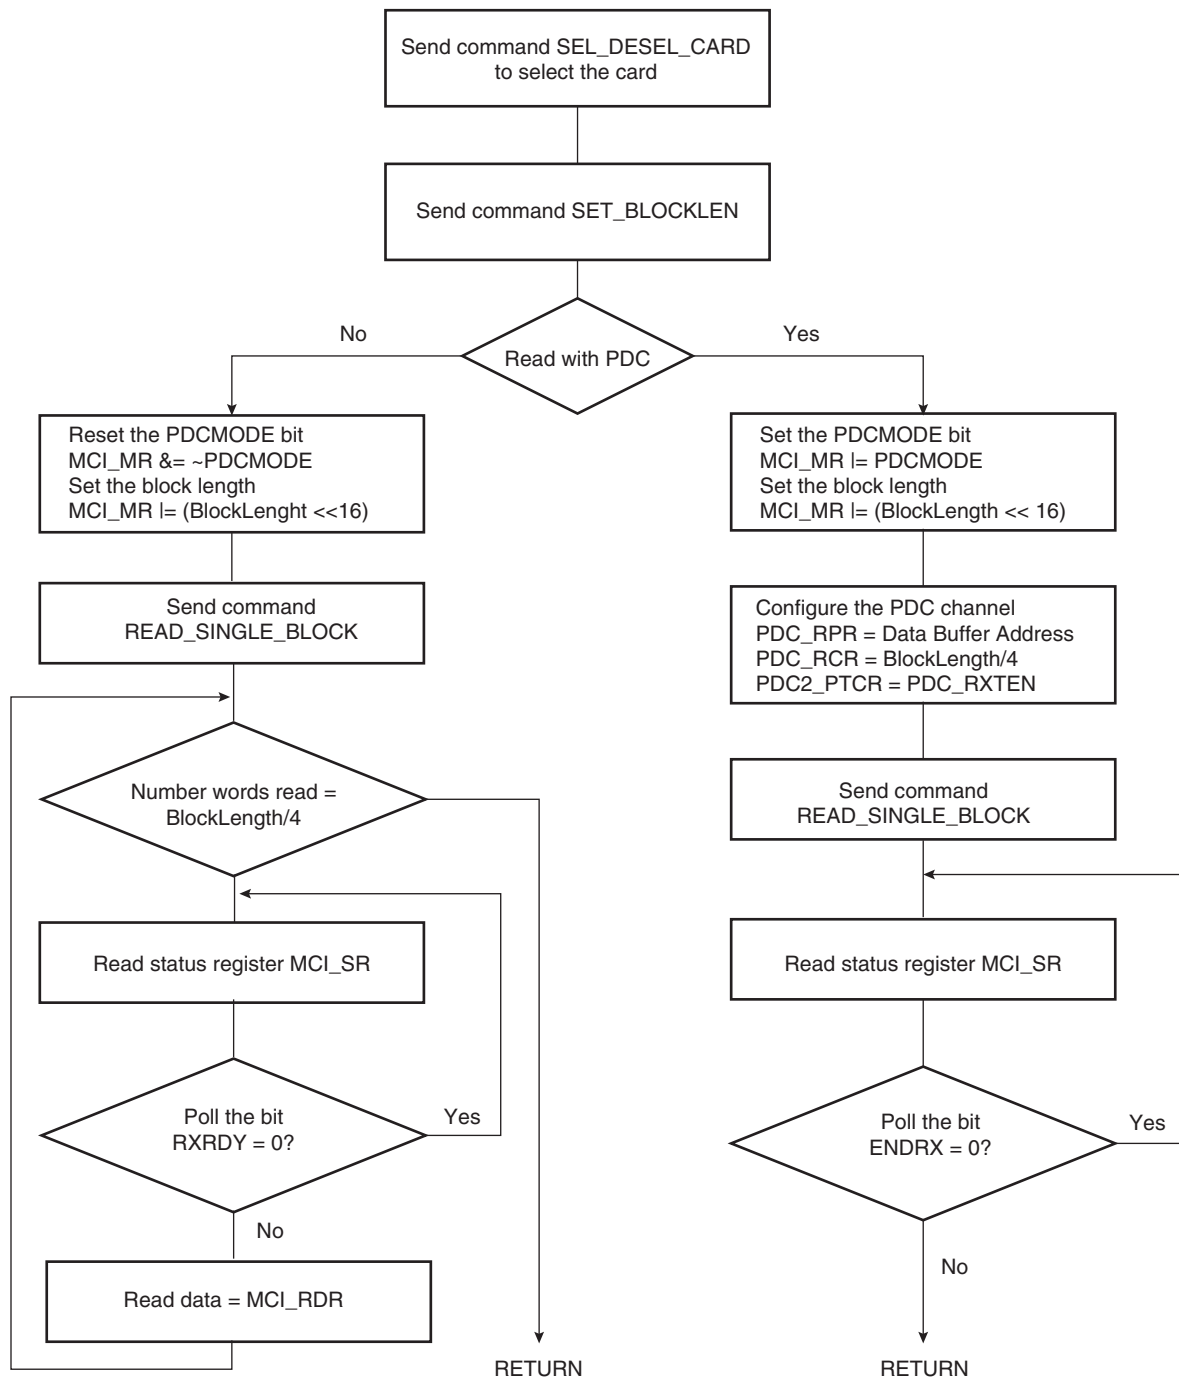 Send command SEL_DESEL_CARD
to select the card
Send command SET_BLOCKLEN
No
Yes
Read with PDC
Reset the PDCMODE bit
MCI_MR &= ~PDCMODE
Set the block length
MCI_MR |= (BlockLenght <<16)
Set the PDCMODE bit
MCI_MR |= PDCMODE
Set the block length
MCI_MR |= (BlockLength << 16)
Send command
READ_SINGLE_BLOCK
Configure the PDC channel
PDC_RPR = Data Buffer Address
PDC_RCR = BlockLength/4
PDC2_PTCR = PDC_RXTEN
Number words read =
BlockLength/4
Send command
READ_SINGLE_BLOCK
Read status register MCI_SR
Read status register MCI_SR
Poll the bit
RXRDY = 0?
Yes
Poll the bit
ENDRX = 0?
Yes
No
No
Read data = MCI_RDR
RETURN
RETURN